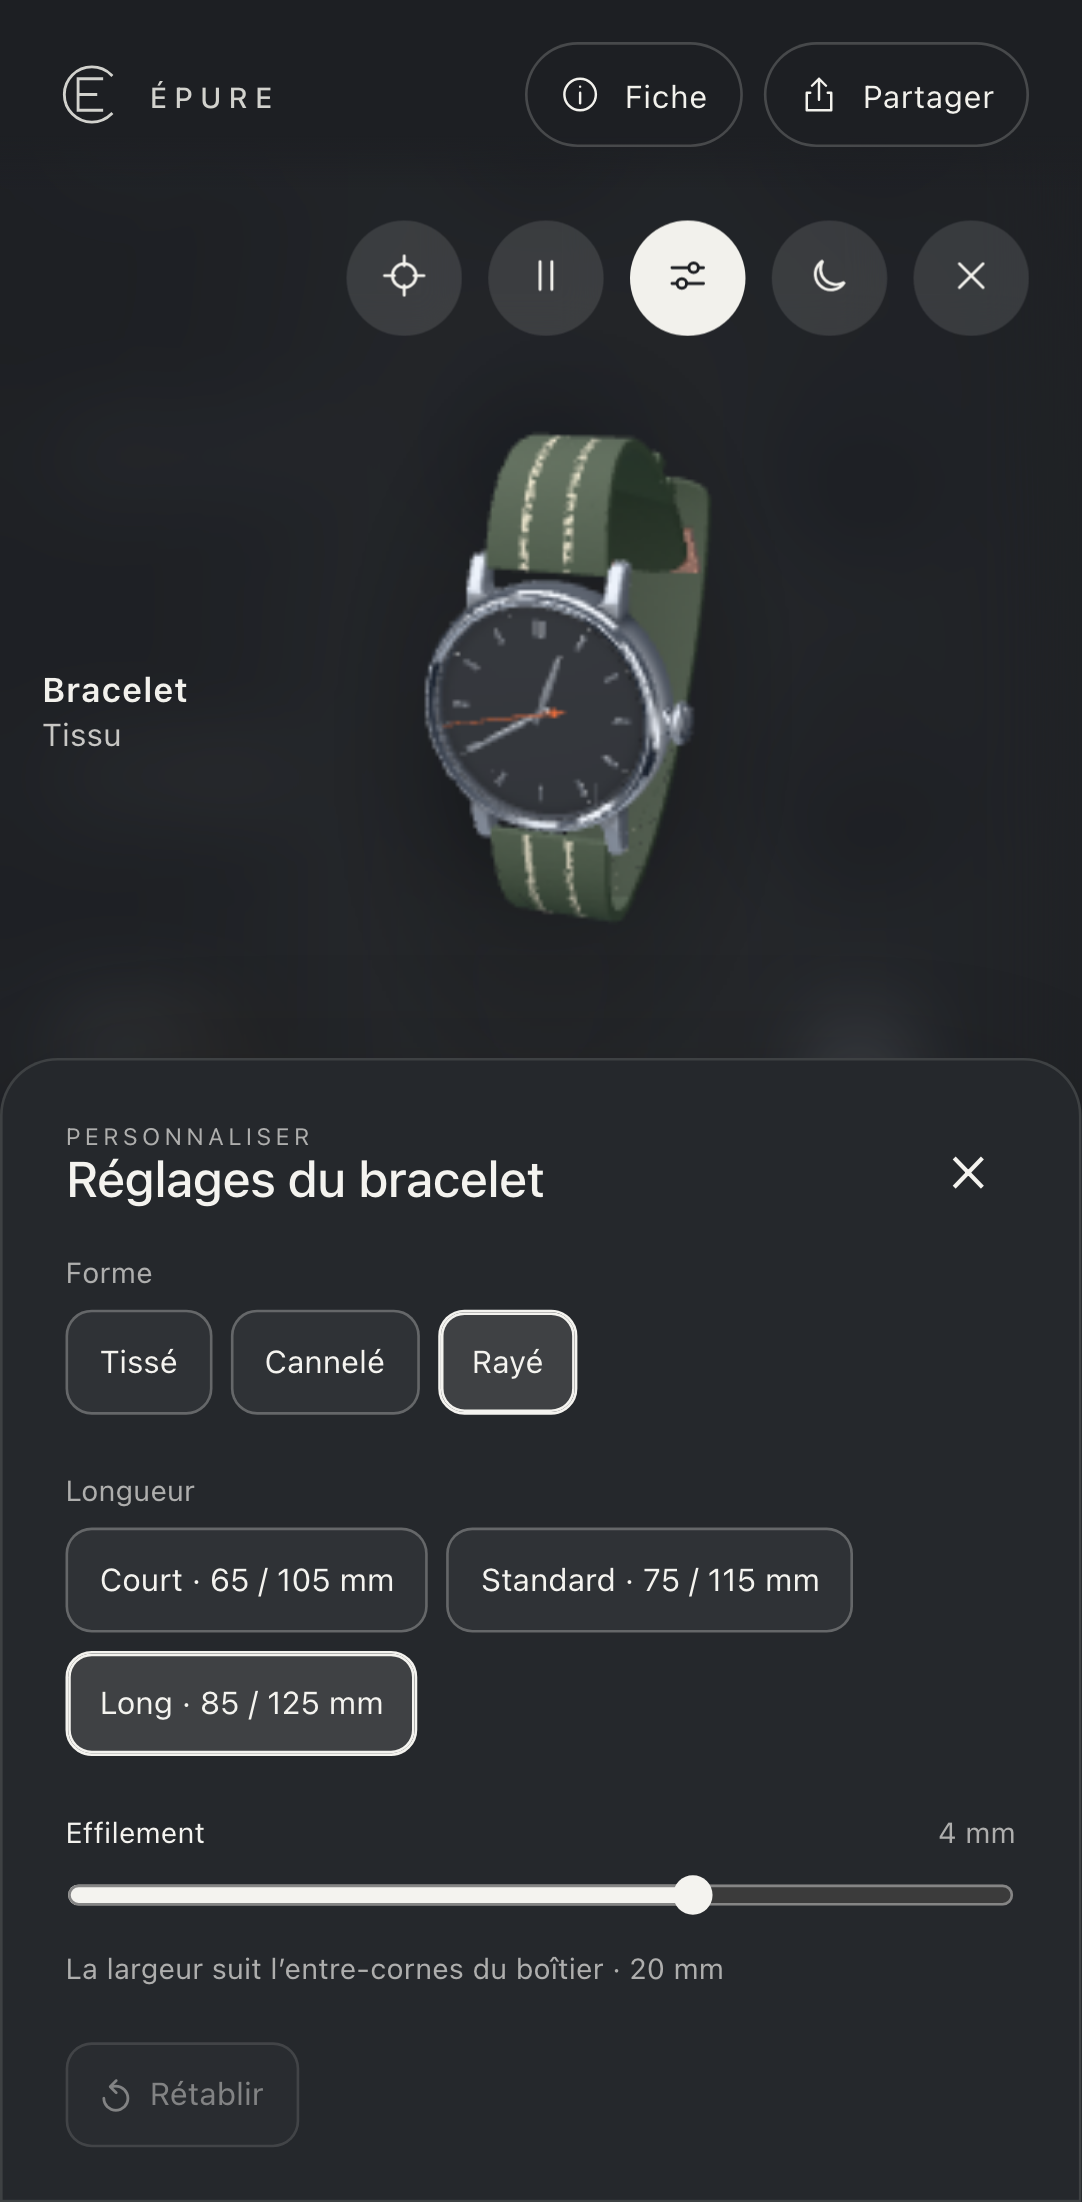 ÉPURE
Fiche
Partager
Bracelet
Tissu
PERSONNALISER
Réglages du bracelet
Forme
Tissé
Cannelé
Rayé
Longueur
Court · 65 / 105 mm
Standard · 75 / 115 mm
Long · 85 / 125 mm
Effilement
4 mm
La largeur suit l’entre-cornes du boîtier · 20 mm
Rétablir